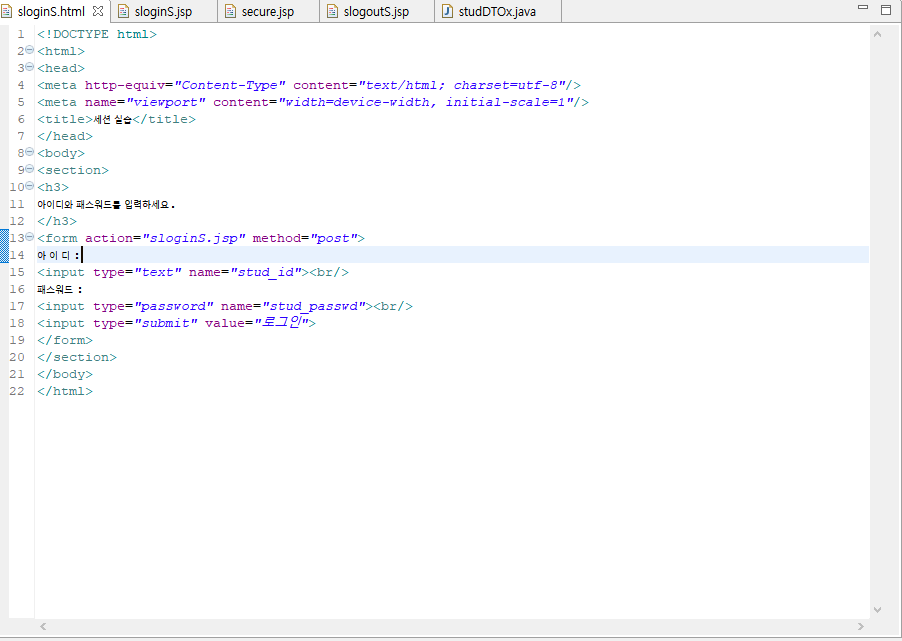 sloginS.html sloginS.jsp secure.jsp slogoutS.jsp studDTOx.java
1 <!DOCTYPE html>
2 <html>
3 <head>
4 <meta http-equiv="Content-Type" content="text/html; charset=utf-8"/>
5 <meta name="viewport" content="width=device-width, initial-scale=1"/>
6 <title>세션 실습</title>
7 </head>
8 <body>
9 <section>
10 <h3>
11 아이디와 패스워드를 입력하세요.
12 </h3>
13 <form action="sloginS.jsp" method="post">
14 아 이 디 :
15 <input type="text" name="stud_id"><br/>
16 패스워드 :
17 <input type="password" name="stud_passwd"><br/>
18 <input type="submit" value="로그인">
19 </form>
20 </section>
21 </body>
22 </html>